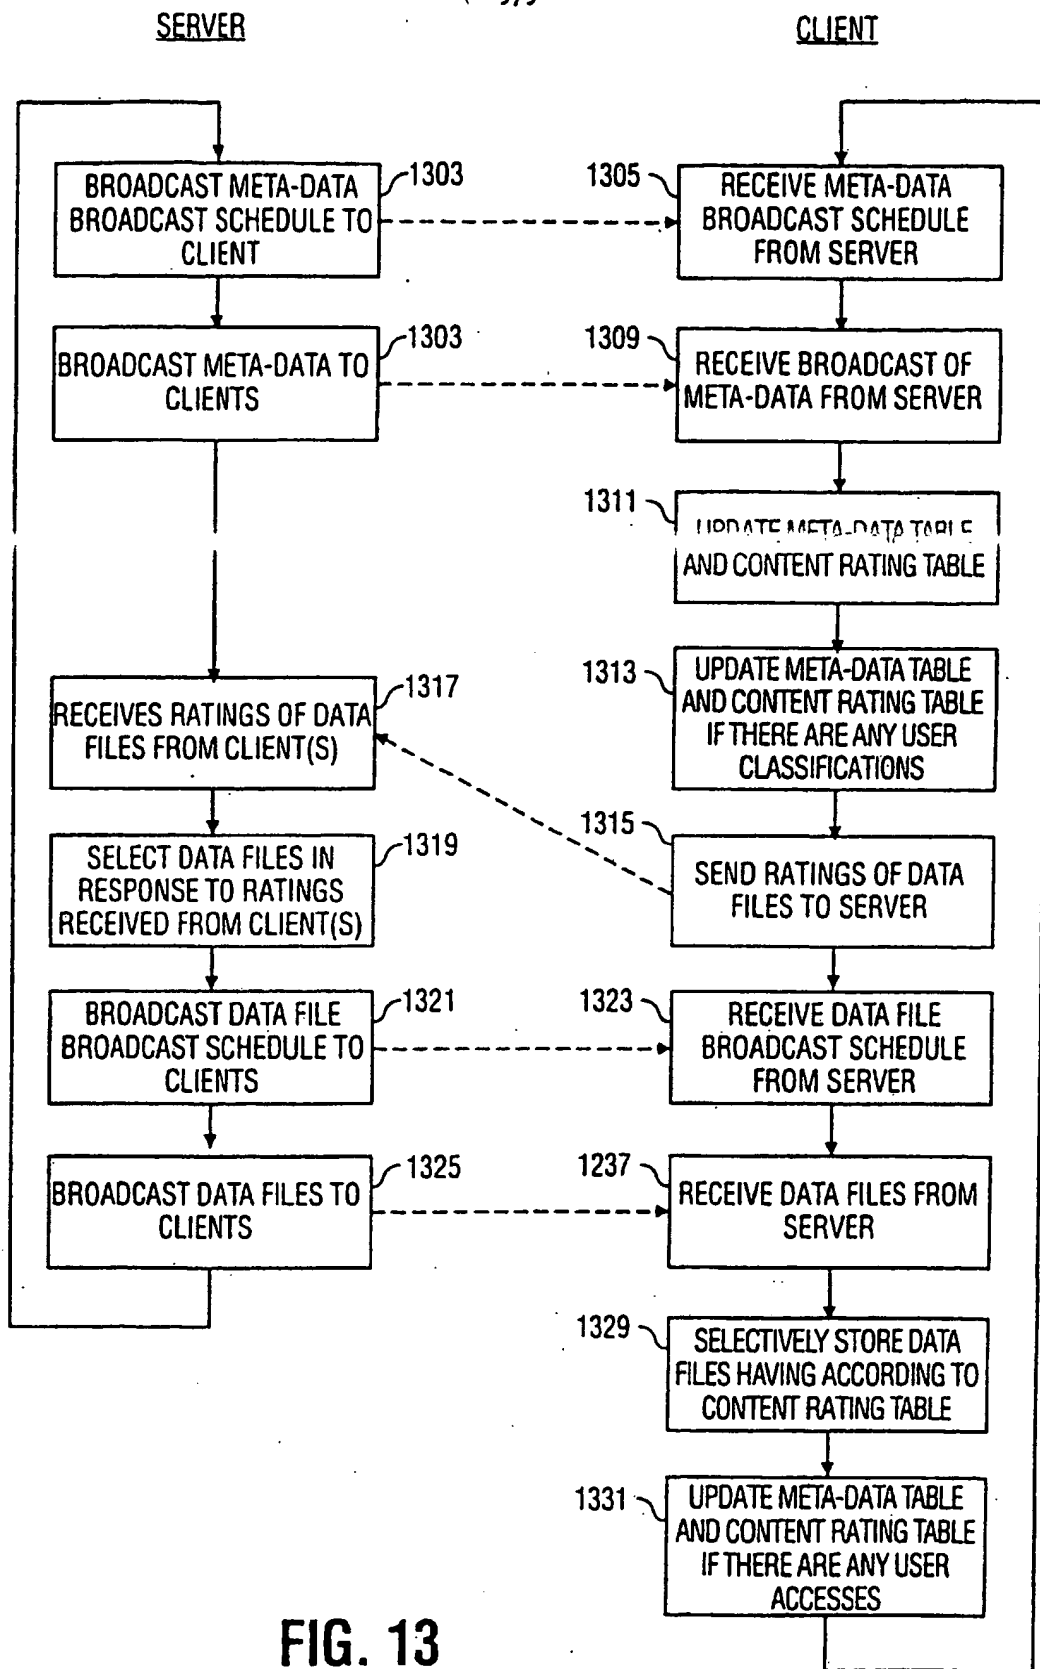 SERVER
CLIENT
BROADCAST META-DATA
BROADCAST SCHEDULE TO
CLIENT
1303
1305
RECEIVE META-DATA
BROADCAST SCHEDULE
FROM SERVER
BROADCAST META-DATA TO
CLIENTS
1303
1309
RECEIVE BROADCAST OF
META-DATA FROM SERVER
1311
UPDATE META-DATA TABLE
AND CONTENT RATING TABLE
1313
UPDATE META-DATA TABLE
AND CONTENT RATING TABLE
IF THERE ARE ANY USER
CLASSIFICATIONS
RECEIVES RATINGS OF DATA
FILES FROM CLIENT(S)
1317
1315
SEND RATINGS OF DATA
FILES TO SERVER
SELECT DATA FILES IN
RESPONSE TO RATINGS
RECEIVED FROM CLIENT(S)
1319
BROADCAST DATA FILE
BROADCAST SCHEDULE TO
CLIENTS
1321
1323
RECEIVE DATA FILE
BROADCAST SCHEDULE
FROM SERVER
BROADCAST DATA FILES TO
CLIENTS
1325
1237
RECEIVE DATA FILES FROM
SERVER
1329
SELECTIVELY STORE DATA
FILES HAVING ACCORDING TO
CONTENT RATING TABLE
1331
UPDATE META-DATA TABLE
AND CONTENT RATING TABLE
IF THERE ARE ANY USER
ACCESSES
FIG. 13